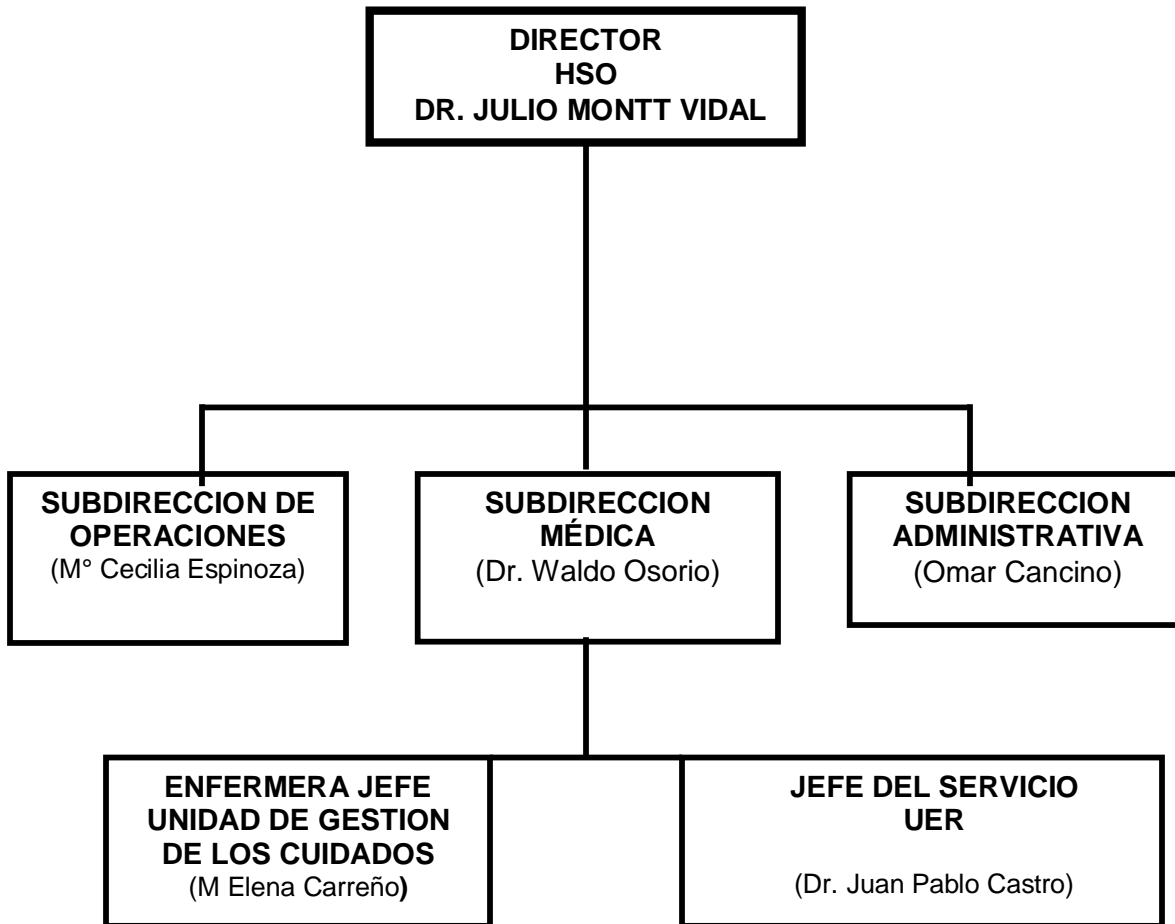 DIRECTOR
HSO
DR. JULIO MONTT VIDAL
SUBDIRECCION DE
OPERACIONES
(M° Cecilia Espinoza)
SUBDIRECCION
MÉDICA
(Dr. Waldo Osorio)
SUBDIRECCION
ADMINISTRATIVA
(Omar Cancino)
ENFERMERA JEFE
UNIDAD DE GESTION
DE LOS CUIDADOS
(M Elena Carreño)
JEFE DEL SERVICIO
UER
(Dr. Juan Pablo Castro)